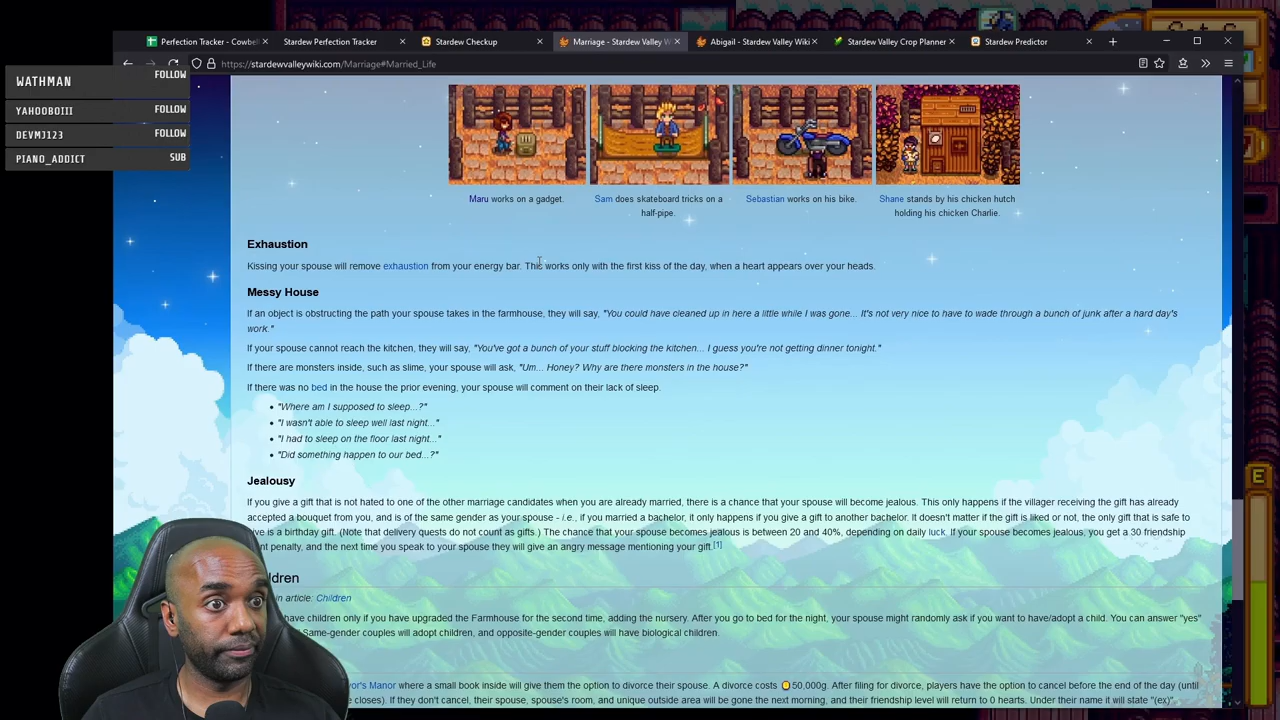 Perfection Tracker - Cowbell
Stardew Perfection Tracker
Stardew Checkup
Marriage - Stardew Valley W
Abigail - Stardew Valley Wiki
Stardew Valley Crop Planner
Stardew Predictor
https://stardewvalleywiki.com/Marriage#Married_Life
WATHMAN FOLLOW
YAHOOBOIII FOLLOW
DEVMJ123 FOLLOW
PIANO_ADDICT SUB
Maru works on a gadget.
Sam does skateboard tricks on a
half-pipe.
Sebastian works on his bike.
Shane stands by his chicken hutch
holding his chicken Charlie.
Exhaustion
Kissing your spouse will remove exhaustion from your energy bar. This works only with the first kiss of the day, when a heart appears over your heads.
Messy House
If an object is obstructing the path your spouse takes in the farmhouse, they will say, "You could have cleaned up in here a little while I was gone... It's not very nice to have to wade through a bunch of junk after a hard day's
work."
If your spouse cannot reach the kitchen, they will say, "You've got a bunch of your stuff blocking the kitchen... I guess you're not getting dinner tonight."
If there are monsters inside, such as slime, your spouse will ask, "Um... Honey? Why are there monsters in the house?"
If there was no bed in the house the prior evening, your spouse will comment on their lack of sleep.
• "Where am I supposed to sleep...?"
• "I wasn't able to sleep well last night..."
• "I had to sleep on the floor last night..."
• "Did something happen to our bed...?"
Jealousy
If you give a gift that is not hated to one of the other marriage candidates when you are already married, there is a chance that your spouse will become jealous. This only happens if the villager receiving the gift has already
accepted a bouquet from you, and is of the same gender as your spouse - i.e., if you married a bachelor, it only happens if you give a gift to another bachelor. It doesn't matter if the gift is liked or not, the only gift that is safe to
give is a birthday gift. (Note that delivery quests do not count as gifts.) The chance that your spouse becomes jealous is between 20 and 40%, depending on daily luck. If your spouse becomes jealous, you get a 30 friendship
point penalty, and the next time you speak to your spouse they will give an angry message mentioning your gift.[1]
ldren
n article: Children
have children only if you have upgraded the Farmhouse for the second time, adding the nursery. After you go to bed for the night, your spouse might randomly ask if you want to have/adopt a child. You can answer "yes"
Same-gender couples will adopt children, and opposite-gender couples will have biological children.
yor's Manor where a small book inside will give them the option to divorce their spouse. A divorce costs 50,000g. After filing for divorce, players have the option to cancel before the end of the day (until
e closes). If they don't cancel, their spouse, spouse's room, and unique outside area will be gone the next morning, and their friendship level will return to 0 hearts. Under their name it will state "(ex)"
E